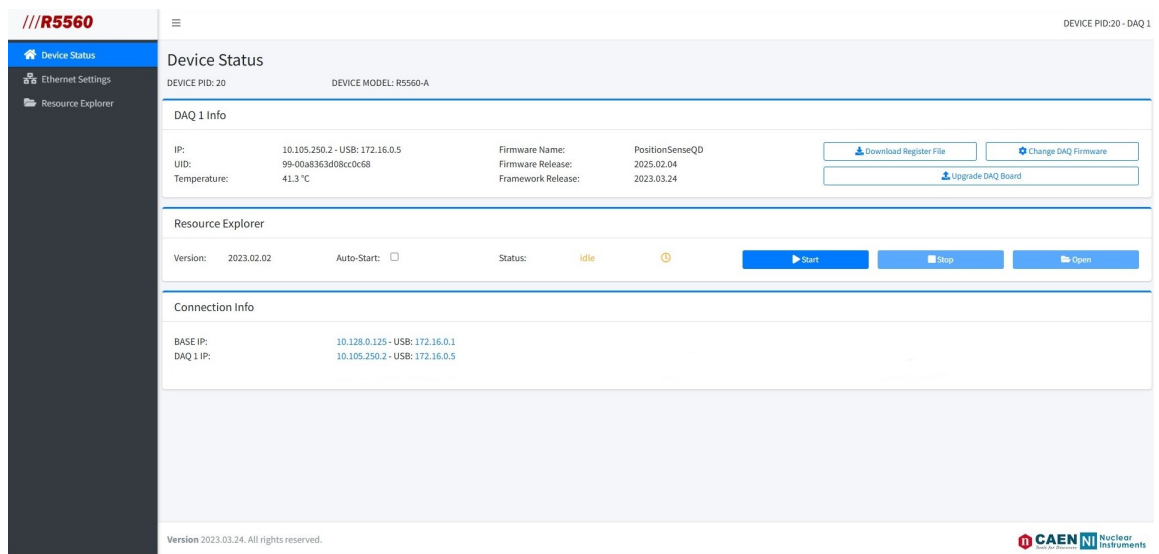 ///R5560
DEVICE PID:20 - DAQ 1
Device Status
Ethernet Settings
Resource Explorer
Device Status
DEVICE PID: 20 DEVICE MODEL: R5560-A
DAQ 1 Info
IP: 10.105.250.2 - USB: 172.16.0.5 Firmware Name: PositionSenseQD Download Register File Change DAQ Firmware
UID: 99-00a8363d08cc0c68 Firmware Release: 2025.02.04
Temperature: 41.3 °C Framework Release: 2023.03.24 Upgrade DAQ Board
Resource Explorer
Version: 2023.02.02 Auto-Start: Status: idle Start Stop Open
Connection Info
BASE IP: 10.128.0.125 - USB: 172.16.0.1
DAQ 1 IP: 10.105.250.2 - USB: 172.16.0.5
Version 2023.03.24. All rights reserved.
n CAEN Tools for Discovery NI Nuclear Instruments